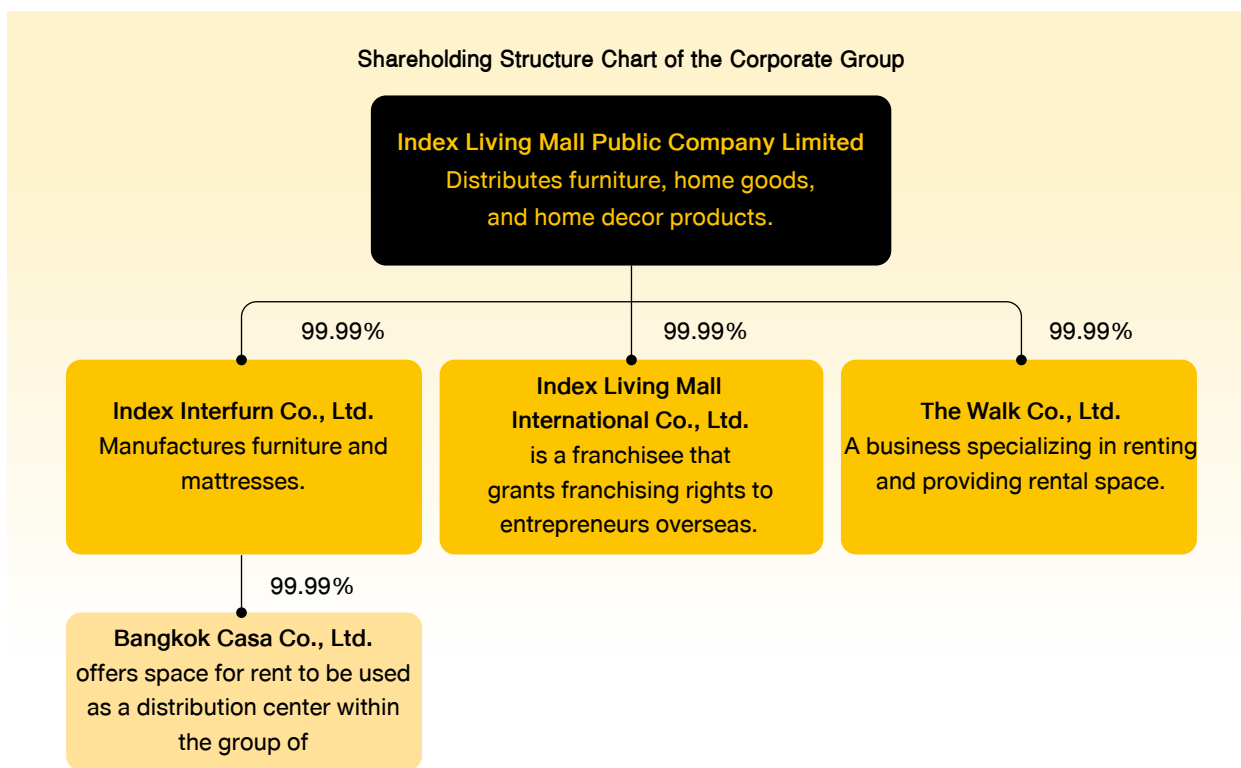 Shareholding Structure Chart of the Corporate Group
Index Living Mall Public Company Limited
Distributes furniture, home goods,
and home decor products.
99.99%
99.99%
99.99%
Index Interfurn Co., Ltd.
Manufactures furniture and
mattresses.
Index Living Mall
International Co., Ltd.
is a franchisee that
grants franchising rights to
entrepreneurs overseas.
The Walk Co., Ltd.
A business specializing in renting
and providing rental space.
99.99%
Bangkok Casa Co., Ltd.
offers space for rent to be used
as a distribution center within
the group of